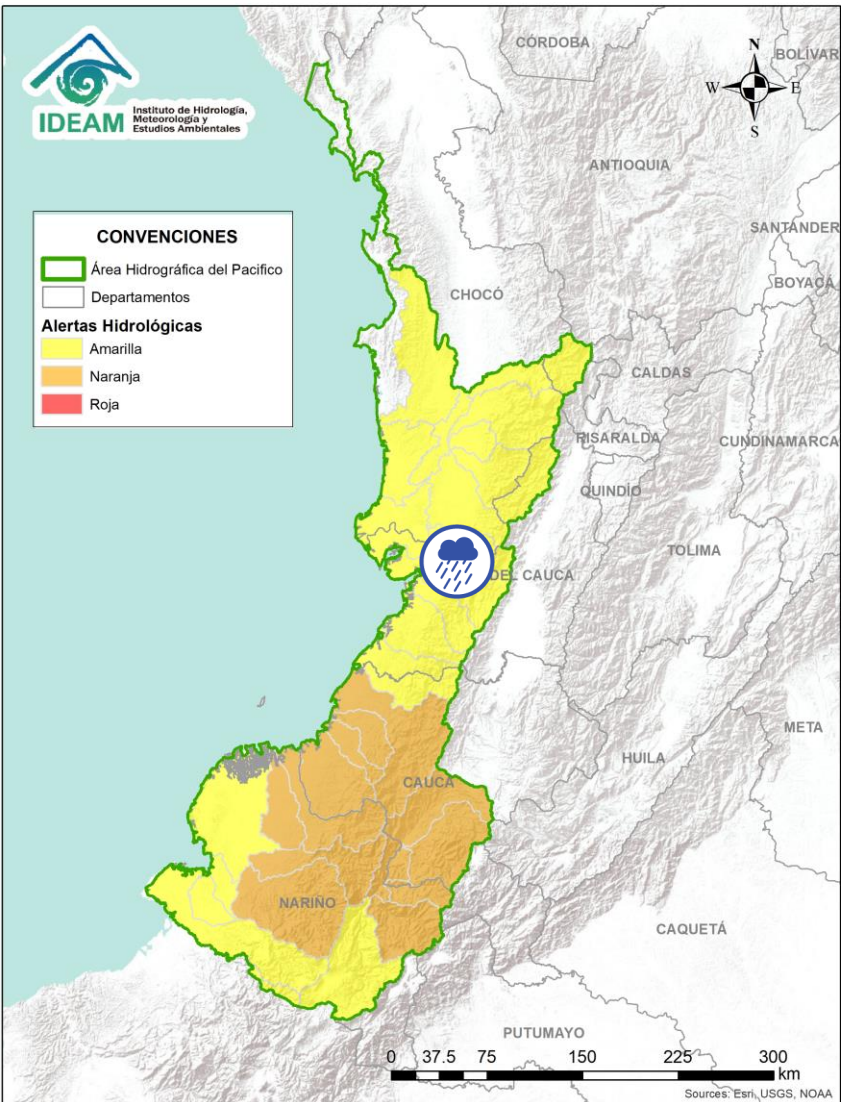 IDEAM
Instituto de Hidrología,
Meteorología y
Estudios Ambientales
N
W
E
S
CÓRDOBA
BOLÍVAR
ANTIOQUIA
SANTANDER
BOYACÁ
CHOCÓ
CONVENCIONES
Área Hidrográfica del Pacifico
Departamentos
Alertas Hidrológicas
Amarilla
Naranja
Roja
CALDAS
RISARALDA
CUNDINAMARCA
QUINDÍO
TOLIMA
DEL CAUCA
META
HUILA
CAUCA
NARIÑO
CAQUETÁ
PUTUMAYO
0 37.5 75 150 225 300
km
Sources: Esri, USGS, NOAA